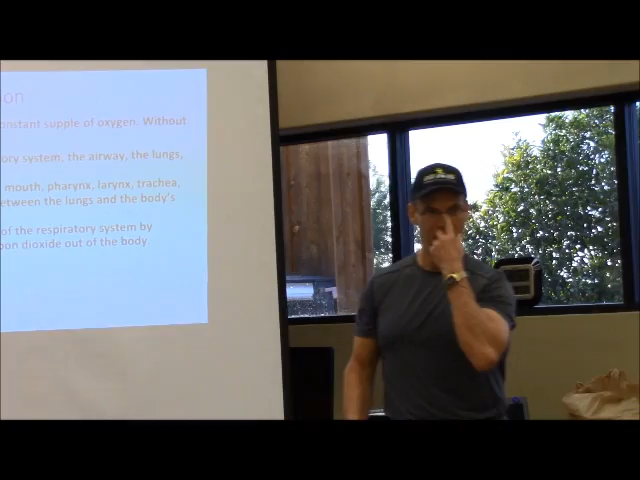 on
onstant supple of oxygen. Without
ory system, the airway, the lungs,
mouth, pharynx, larynx, trachea,
etween the lungs and the body's
of the respiratory system by
oon dioxide out of the body